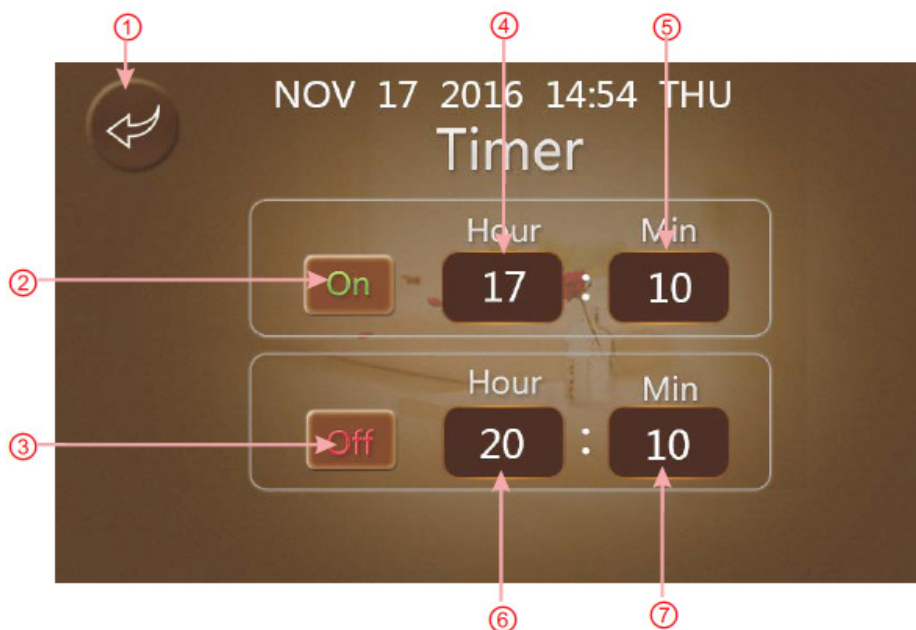 ① ④ ⑤
NOV 17 2016 14:54 THU
Timer
Hour Min
② On 17 : 10
Hour Min
③ Off 20 : 10
⑥ ⑦